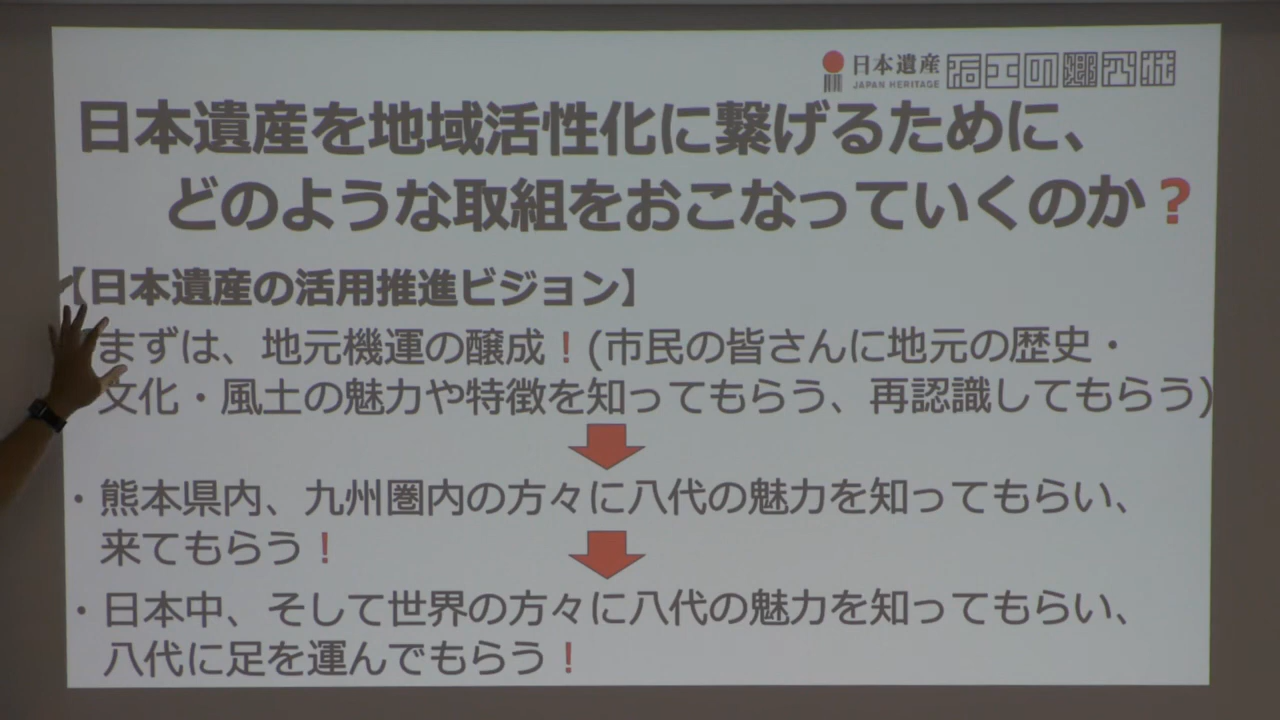 日本遺産 石工の郷八代
JAPAN HERITAGE
日本遺産を地域活性化に繋げるために、
どのような取組をおこなっていくのか?
【日本遺産の活用推進ビジョン】
まずは、地元機運の醸成！(市民の皆さんに地元の歴史・
文化・風土の魅力や特徴を知ってもらう、再認識してもらう)
・熊本県内、九州圏内の方々に八代の魅力を知ってもらい、
来てもらう！
・日本中、そして世界の方々に八代の魅力を知ってもらい、
八代に足を運んでもらう！